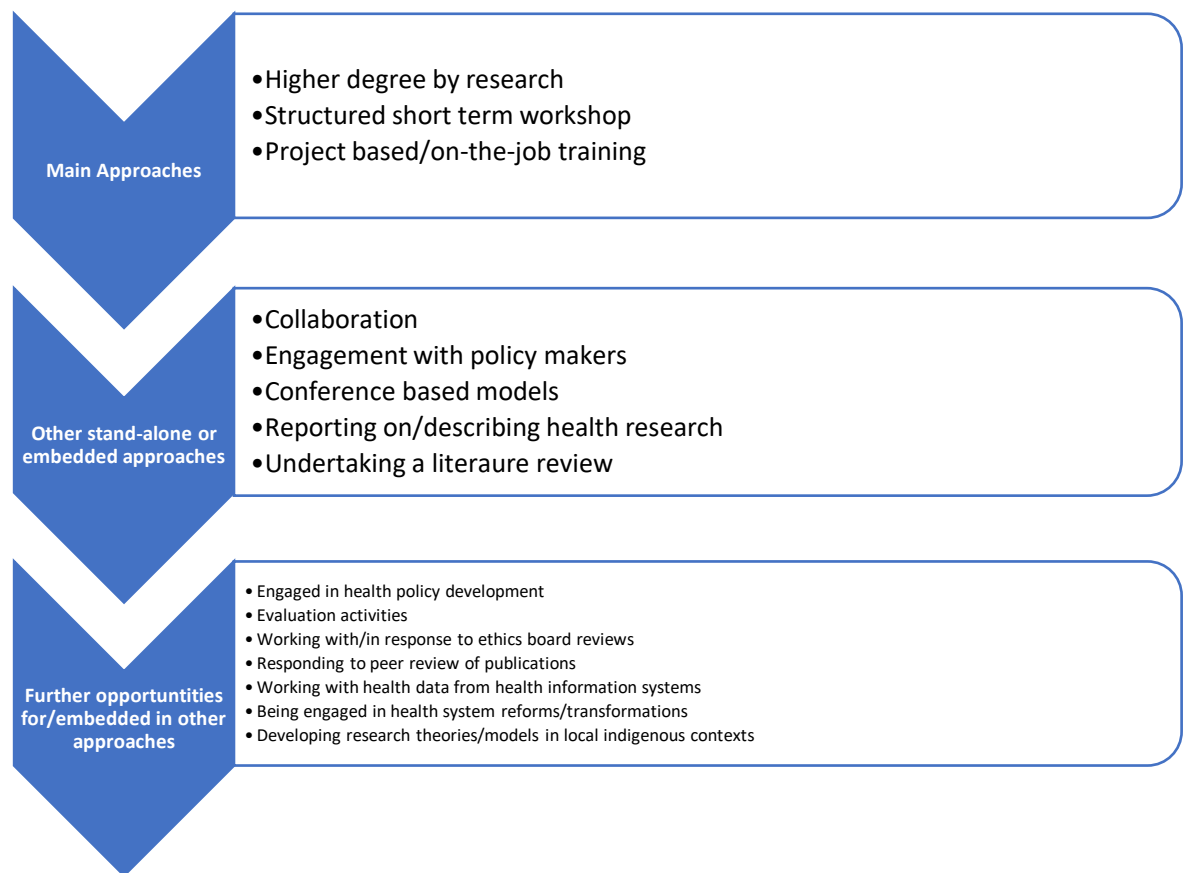 Main Approaches
•Higher degree by research
•Structured short term workshop
•Project based/on-the-job training
Other stand-alone or
embedded approaches
•Collaboration
•Engagement with policy makers
•Conference based models
•Reporting on/describing health research
•Undertaking a literaure review
Further opportuntities
for/embedded in other
approaches
• Engaged in health policy development
• Evaluation activities
• Working with/in response to ethics board reviews
• Responding to peer review of publications
• Working with health data from health information systems
• Being engaged in health system reforms/transformations
• Developing research theories/models in local indigenous contexts